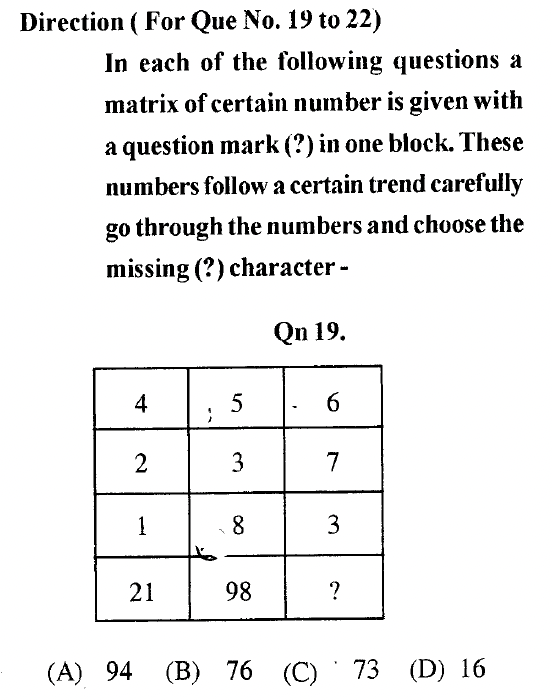 Direction ( For Que No. 19 to 22)
In each of the following questions a
matrix of certain number is given with
a question mark (?) in one block. These
numbers follow a certain trend carefully
go through the numbers and choose the
missing (?) character -
Qn 19.
4 5 6
2 3 7
1 8 3
21 98 ?
(A) 94 (B) 76 (C) 73 (D) 16